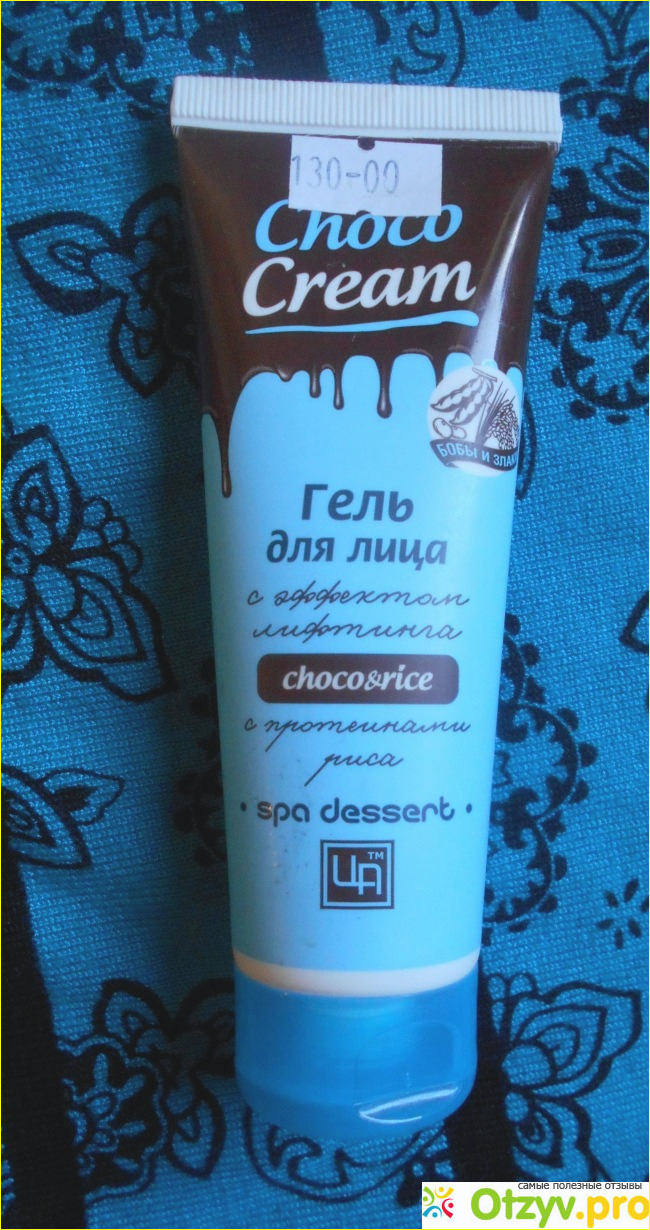 130-00
Choco
Cream
БОБЫ И ЗЛАКИ
Гель
для лица
с эффектом
лифтинга
choco&rice
с протеинами
риса
• spa dessert •
ЦА™
самые полезные отзывы
Otzyv.pro